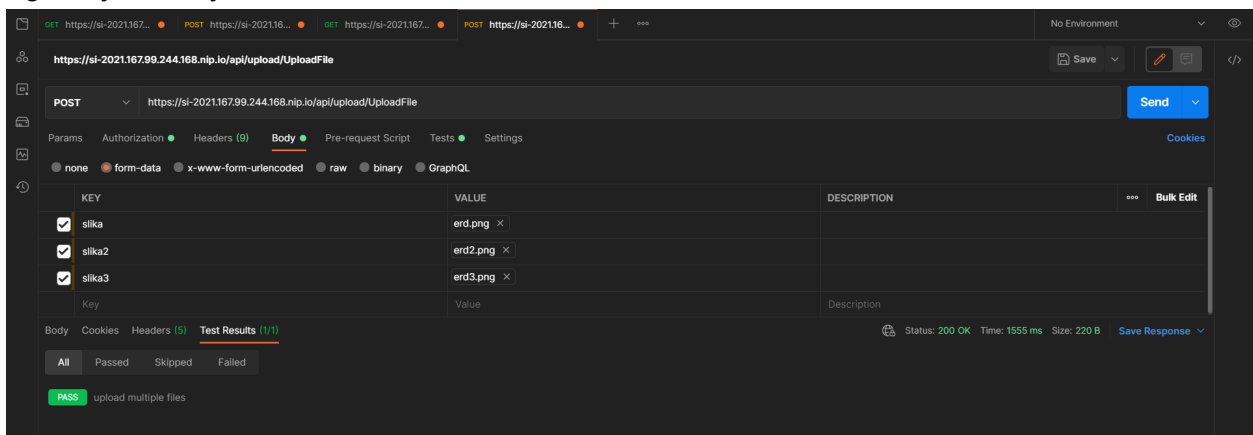 GET https://si-2021.167... POST https://si-2021.16... GET https://si-2021.167... POST https://si-2021.16... + ooo No Environment
https://si-2021.167.99.244.168.nip.io/api/upload/UploadFile Save </>
POST https://si-2021.167.99.244.168.nip.io/api/upload/UploadFile Send
Params Authorization Headers (9) Body Pre-request Script Tests Settings Cookies
none form-data x-www-form-urlencoded raw binary GraphQL
KEY VALUE DESCRIPTION ooo Bulk Edit
slika erd.png ×
slika2 erd2.png ×
slika3 erd3.png ×
Key Value Description
Body Cookies Headers (5) Test Results (1/1) Status: 200 OK Time: 1555 ms Size: 220 B Save Response
All Passed Skipped Failed
PASS upload multiple files